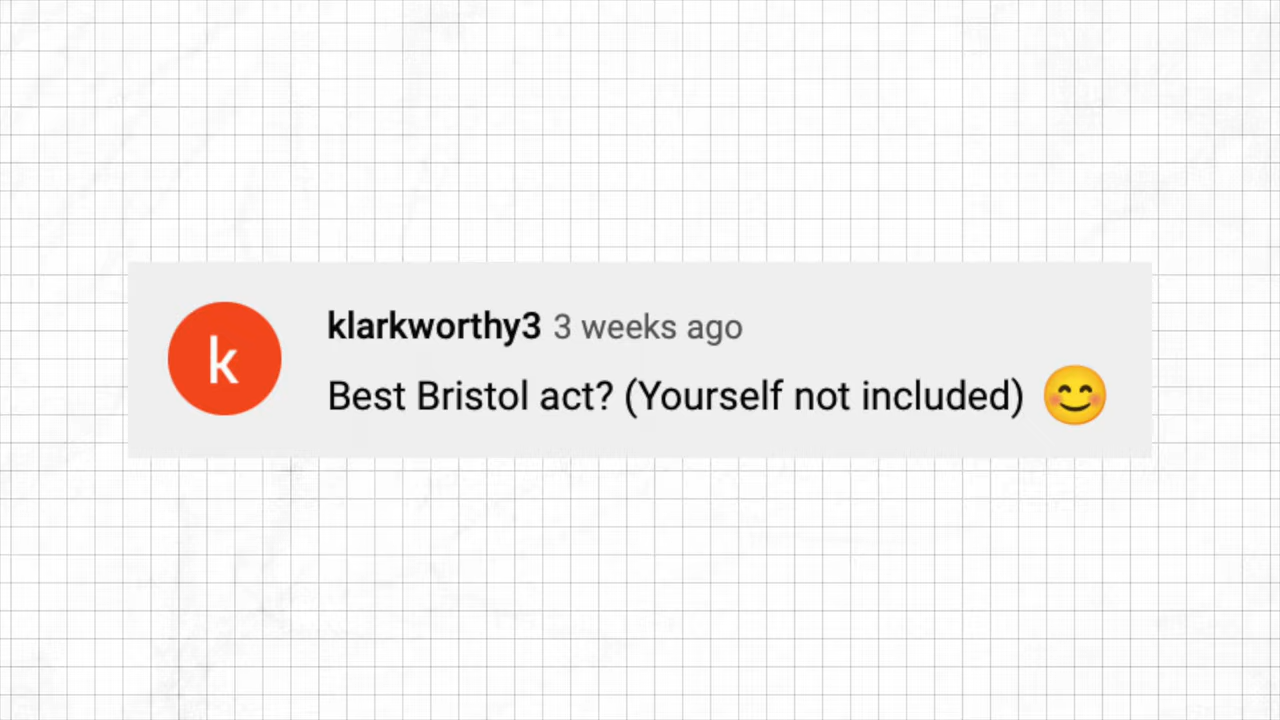 k
klarkworthy3 3 weeks ago
Best Bristol act? (Yourself not included) 😊